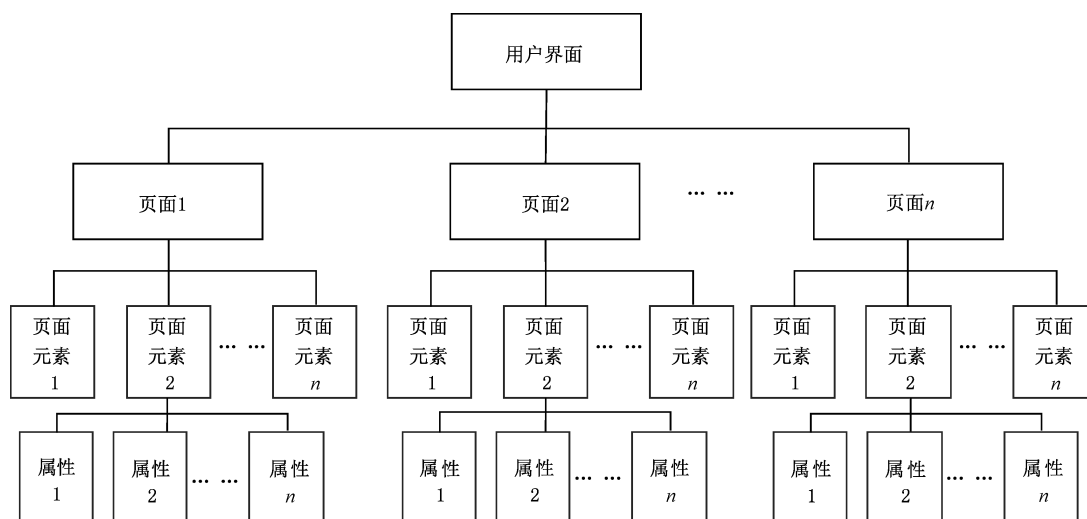 用户界面
页面1
页面2
… …
页面n
页面
元素
1
页面
元素
2
… …
页面
元素
n
页面
元素
1
页面
元素
2
… …
页面
元素
n
页面
元素
1
页面
元素
2
… …
页面
元素
n
属性
1
属性
2
… …
属性
n
属性
1
属性
2
… …
属性
n
属性
1
属性
2
… …
属性
n